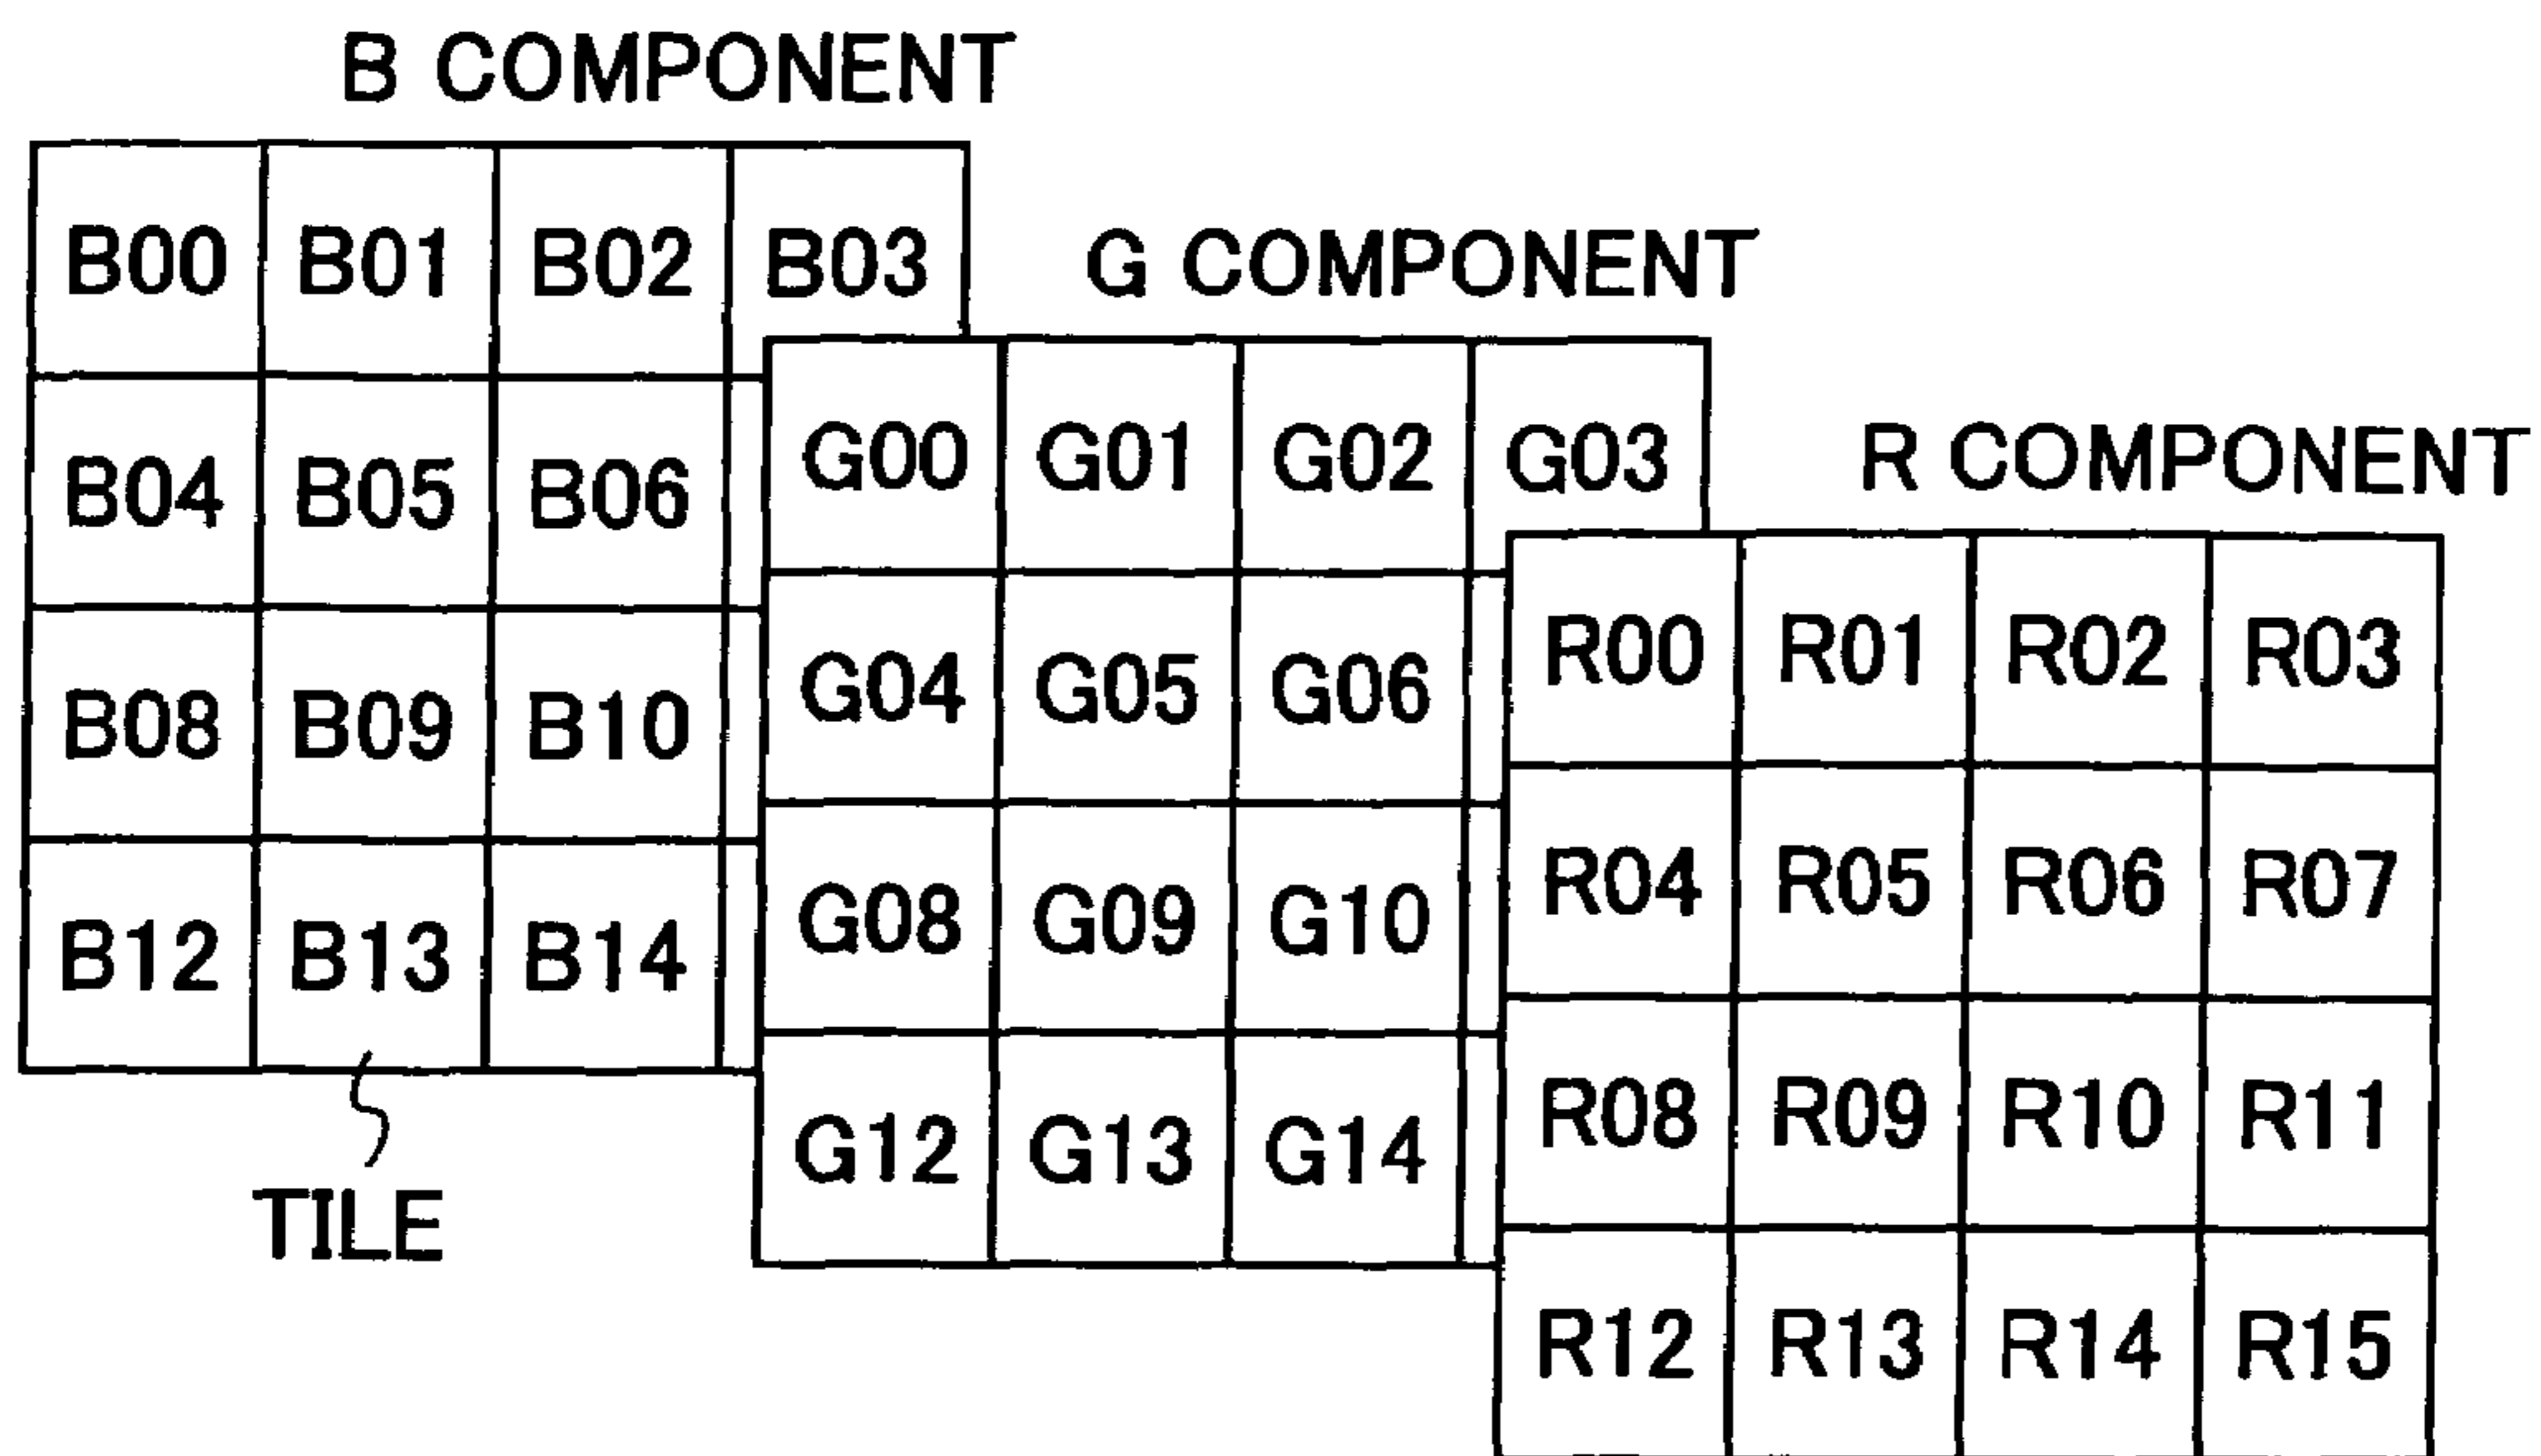 B COMPONENT
B00 B01 B02 B03
B04 B05 B06
B08 B09 B10
B12 B13 B14
TILE
G COMPONENT
G00 G01 G02 G03
G04 G05 G06
G08 G09 G10
G12 G13 G14
R COMPONENT
R00 R01 R02 R03
R04 R05 R06 R07
R08 R09 R10 R11
R12 R13 R14 R15